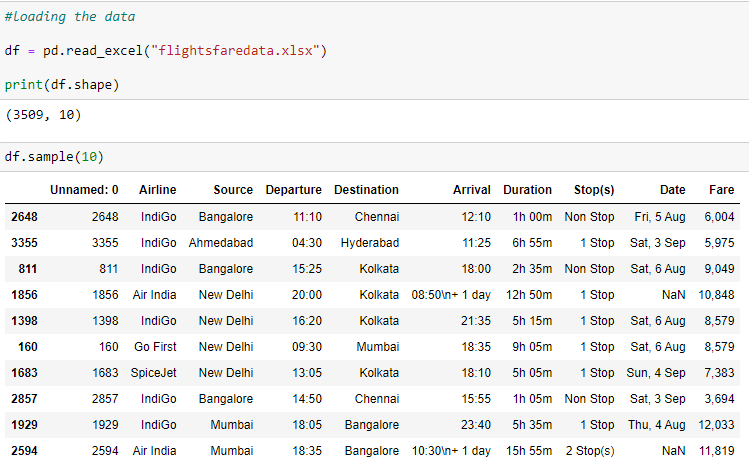 #loading the data
df = pd.read_excel("flightsfaredata.xlsx")
print(df.shape)
(3509, 10)
df.sample(10)
Unnamed: 0 Airline Source Departure Destination Arrival Duration Stop(s) Date Fare
2648 2648 IndiGo Bangalore 11:10 Chennai 12:10 1h 00m Non Stop Fri, 5 Aug 6,004
3355 3355 IndiGo Ahmedabad 04:30 Hyderabad 11:25 6h 55m 1 Stop Sat, 3 Sep 5,975
811 811 IndiGo Bangalore 15:25 Kolkata 18:00 2h 35m Non Stop Sat, 6 Aug 9,049
1856 1856 Air India New Delhi 20:00 Kolkata 08:50\n+ 1 day 12h 50m 1 Stop NaN 10,848
1398 1398 IndiGo New Delhi 16:20 Kolkata 21:35 5h 15m 1 Stop Sat, 6 Aug 8,579
160 160 Go First New Delhi 09:30 Mumbai 18:35 9h 05m 1 Stop Sat, 6 Aug 8,579
1683 1683 SpiceJet New Delhi 13:05 Kolkata 18:10 5h 05m 1 Stop Sun, 4 Sep 7,383
2857 2857 IndiGo Bangalore 14:50 Chennai 15:55 1h 05m Non Stop Sat, 3 Sep 3,694
1929 1929 IndiGo Mumbai 18:05 Bangalore 23:40 5h 35m 1 Stop Thu, 4 Aug 12,033
2594 2594 Air India Mumbai 18:35 Bangalore 10:30\n+ 1 day 15h 55m 2 Stop(s) NaN 11,819